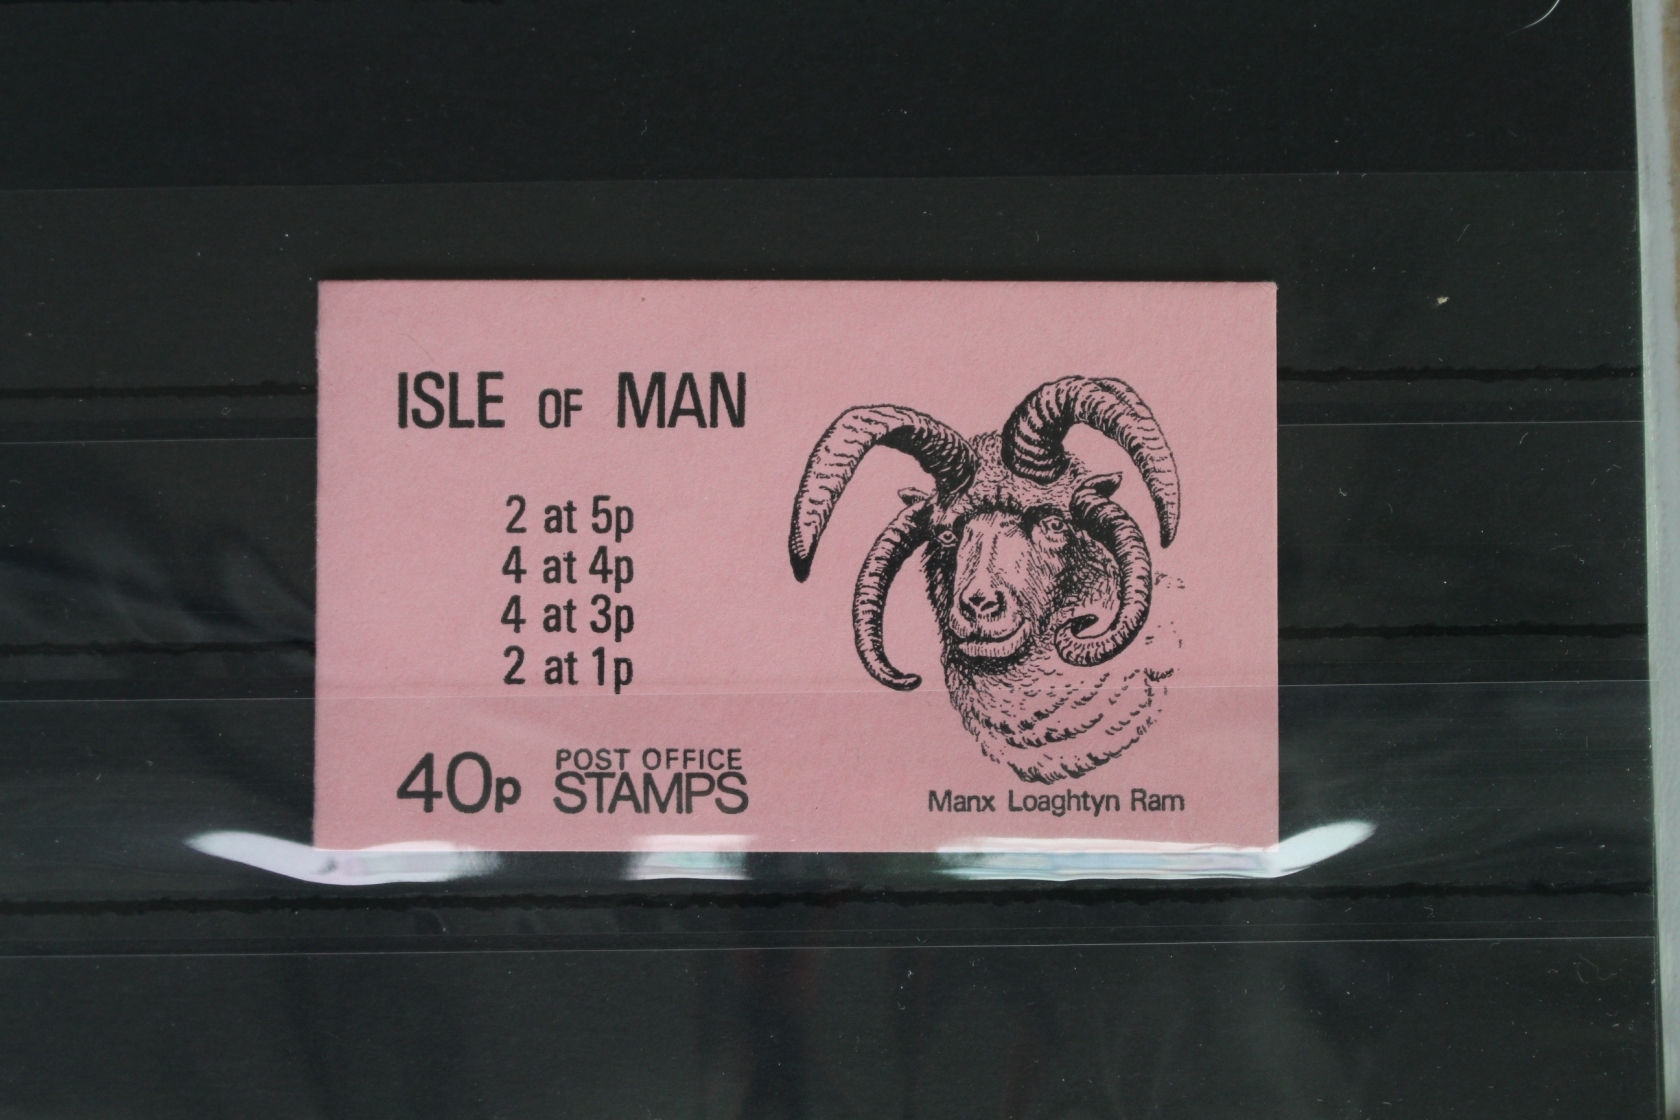 ISLE OF MAN
2 at 5p
4 at 4p
4 at 3p
2 at 1p
40p POST OFFICE STAMPS
Manx Loaghtyn Ram